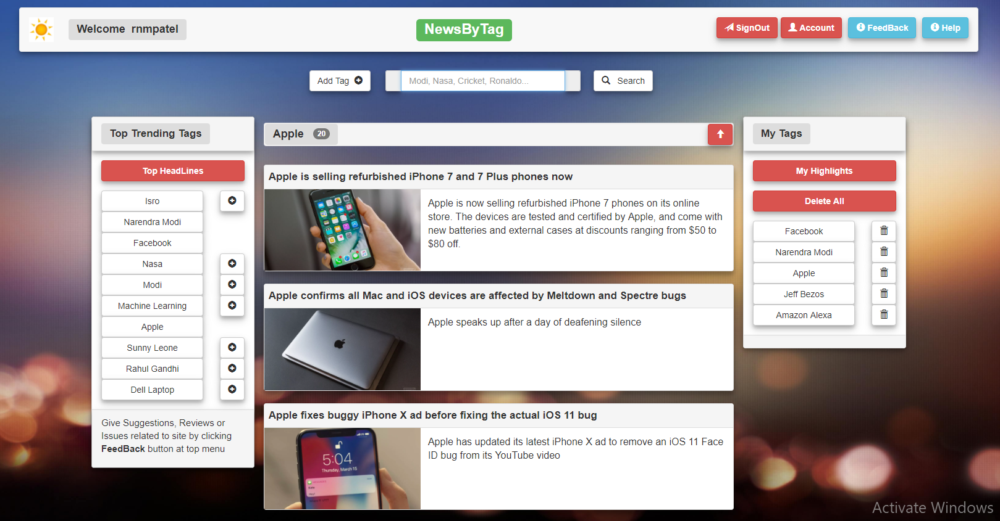 Welcome rnmpatel
NewsByTag
SignOut
Account
FeedBack
Help
Add Tag
Modi, Nasa, Cricket, Ronaldo...
Search
Top Trending Tags
Top HeadLines
Isro
Narendra Modi
Facebook
Nasa
Modi
Machine Learning
Apple
Sunny Leone
Rahul Gandhi
Dell Laptop
Give Suggestions, Reviews or
Issues related to site by clicking
FeedBack button at top menu
Apple 20
Apple is selling refurbished iPhone 7 and 7 Plus phones now
Apple is now selling refurbished iPhone 7 phones on its online
store. The devices are tested and certified by Apple, and come with
new batteries and external cases at discounts ranging from $50 to
$80 off.
Apple confirms all Mac and iOS devices are affected by Meltdown and Spectre bugs
Apple speaks up after a day of deafening silence
Apple fixes buggy iPhone X ad before fixing the actual iOS 11 bug
5:04
Thursday, March 15
Apple has updated its latest iPhone X ad to remove an iOS 11 Face
ID bug from its YouTube video
My Tags
My Highlights
Delete All
Facebook
Narendra Modi
Apple
Jeff Bezos
Amazon Alexa
Activate Windows